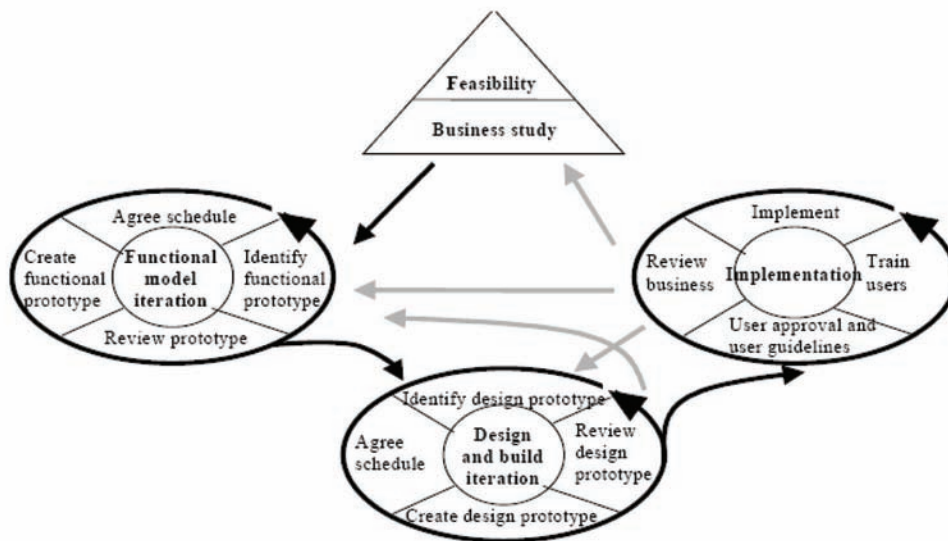 Feasibility
Business study
Agree schedule
Create
functional
prototype
Functional
model
iteration
Identify
functional
prototype
Review prototype
Implement
Review
business
Implementation
Train
users
User approval and
user guidelines
Identify design prototype
Agree
schedule
Design
and build
iteration
Review
design
prototype
Create design prototype